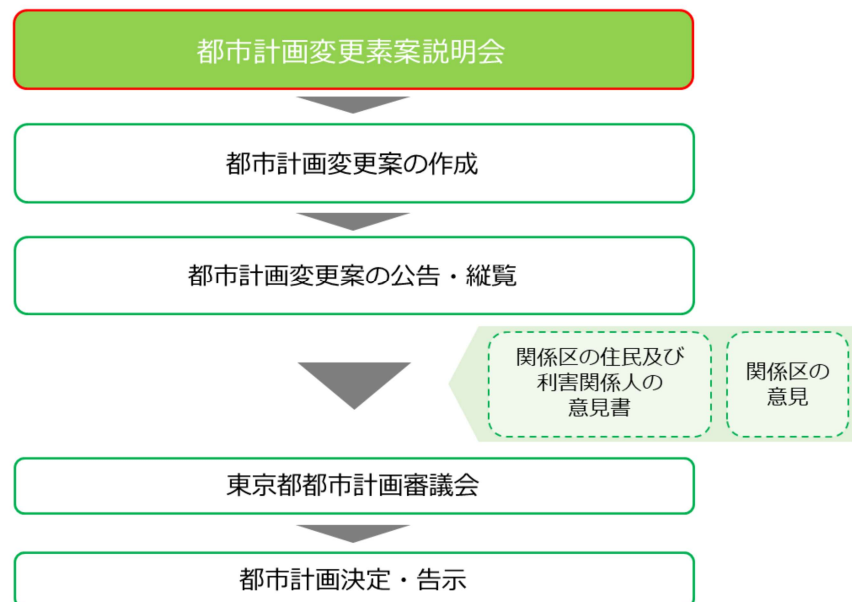 都市計画変更素案説明会
都市計画変更案の作成
都市計画変更案の公告・縦覧
関係区の住民及び
利害関係人の
意見書
関係区の
意見
東京都都市計画審議会
都市計画決定・告示